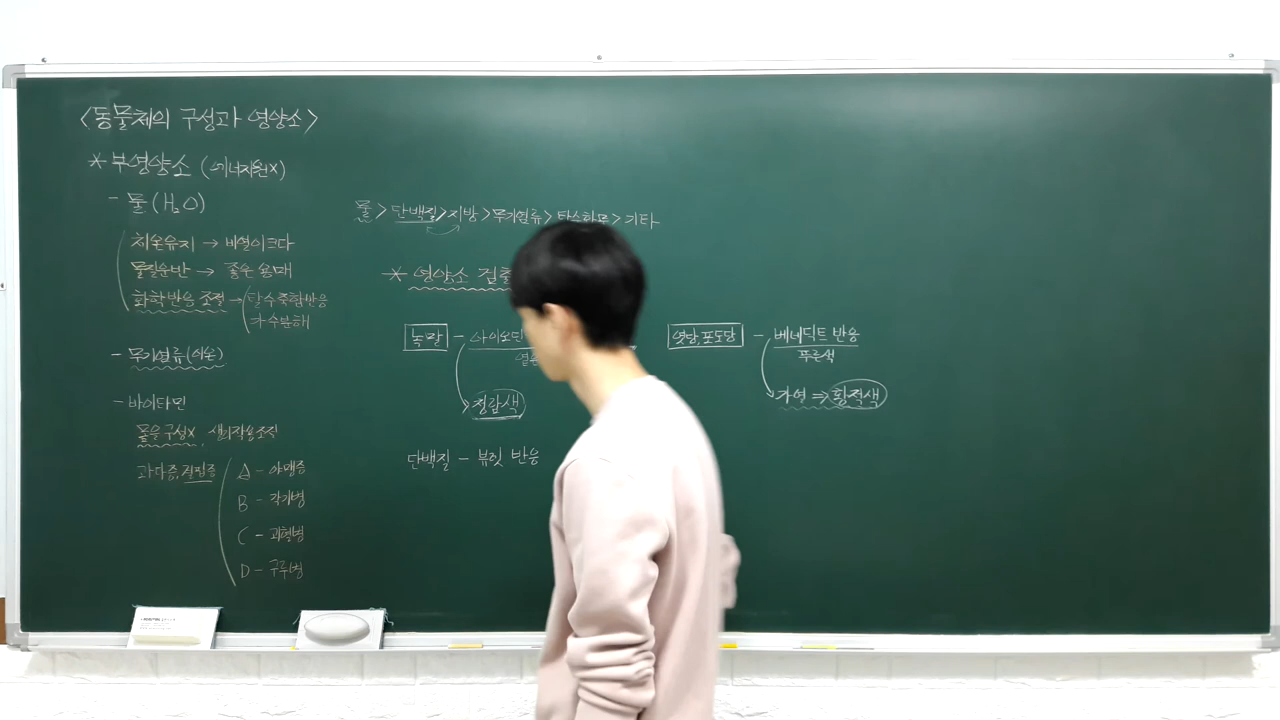 <동물체의 구성과 영양소>
* 부영양소 (에너지원x)
- 물 (H₂O)
체온유지 → 비열이 크다
물질운반 → 좋은 용매
화학반응 조절 → 탈수축합반응
가수분해
- 무기염류(이온)
- 바이타민
몸을 구성x, 생리작용조절
과다증, 결핍증
A - 야맹증
B - 각기병
C - 괴혈병
D - 구루병
물 > 단백질 > 지방 > 무기염류 > 탄수화물 > 기타
* 영양소 검출
녹말 - 아이오딘
청람색
단백질 - 뷰렛 반응
엿당, 포도당 - 베네딕트 반응
푸른색
가열 ⇒ 황적색